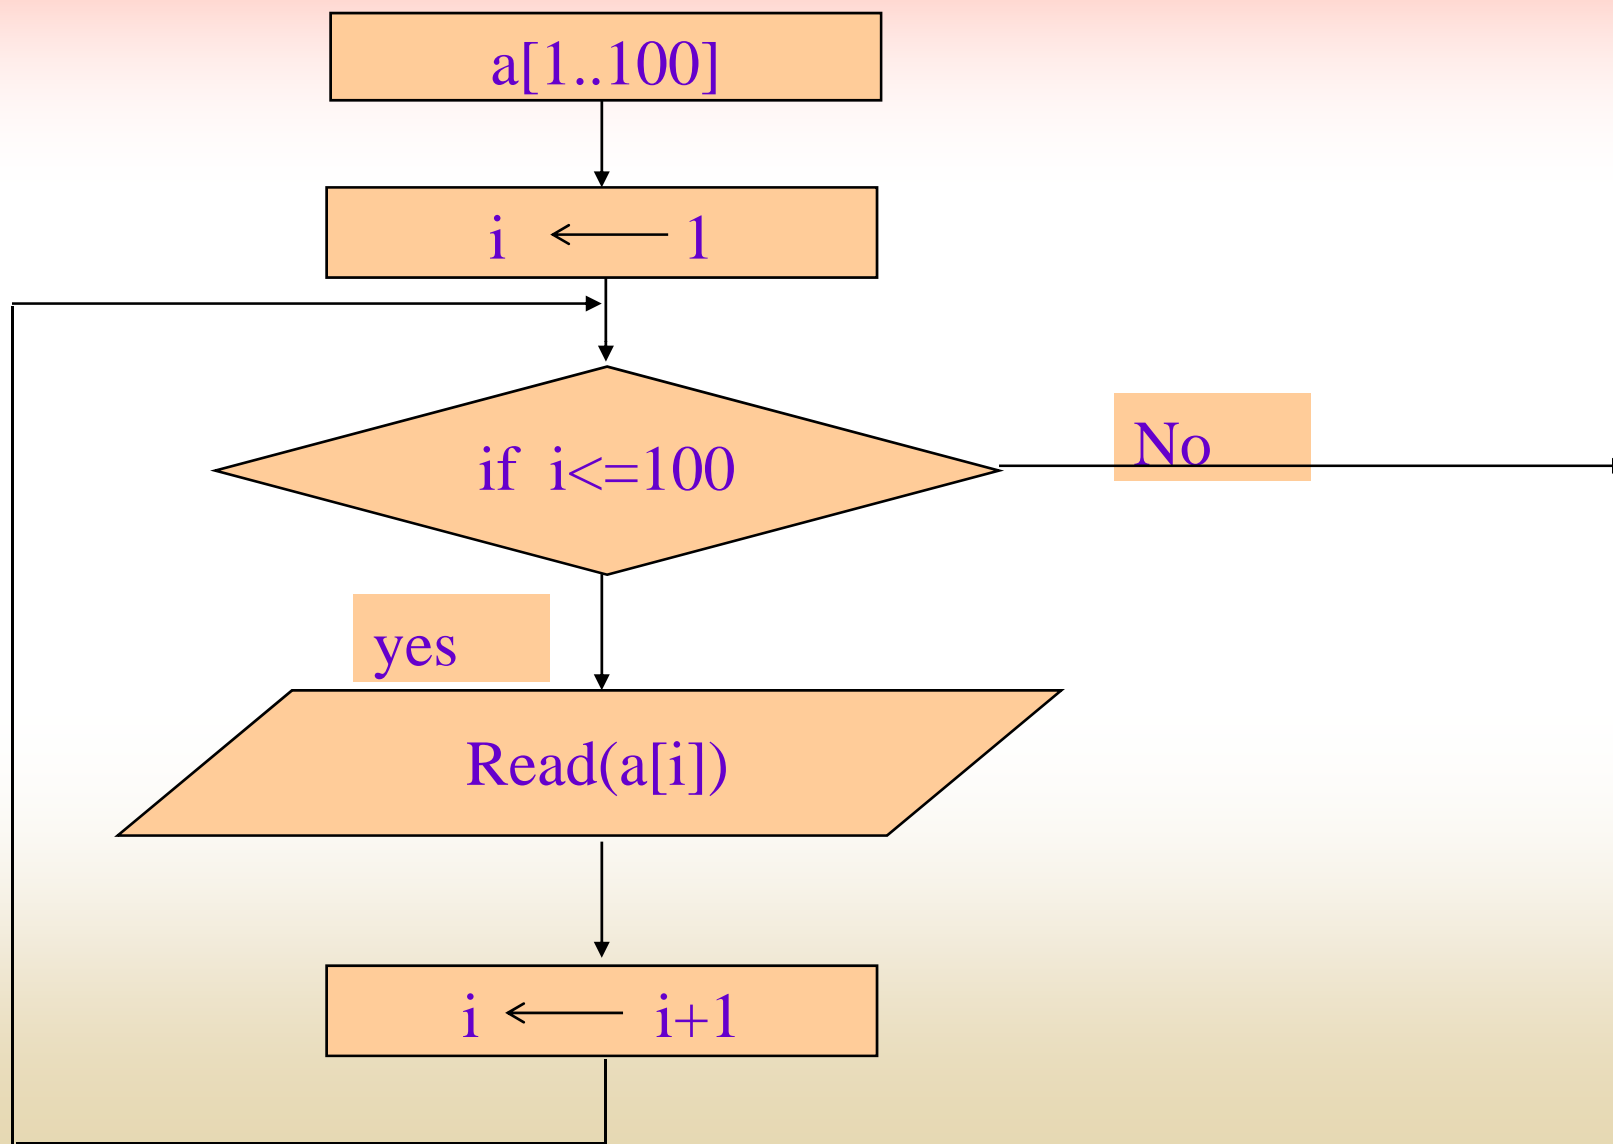 a[1..100]
i ← 1
if i<=100
No
yes
Read(a[i])
i ← i+1